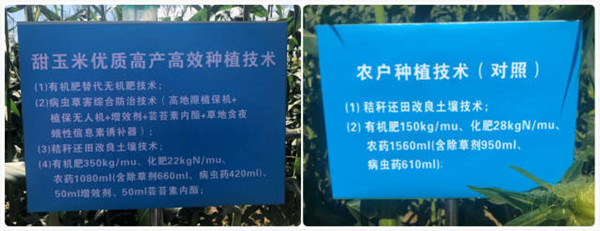 甜玉米优质高产高效种植技术
(1)有机肥替代无机肥技术；
(2)病虫草害综合防治技术（高地隙植保机+
植保无人机+增效剂+芸苔素内酯+草地贪夜
蛾性信息素诱补器）；
(3)秸秆还田改良土壤技术；
(4)有机肥350kg/mu、化肥22kgN/mu、
农药1080ml(含除草剂660ml、病虫药420ml)、
50ml增效剂、50ml芸苔素内酯；
农户种植技术（对照）
(1) 秸秆还田改良土壤技术；
(2) 有机肥150kg/mu、化肥28kgN/mu、
农药1560ml(含除草剂950ml、
病虫药610ml)；